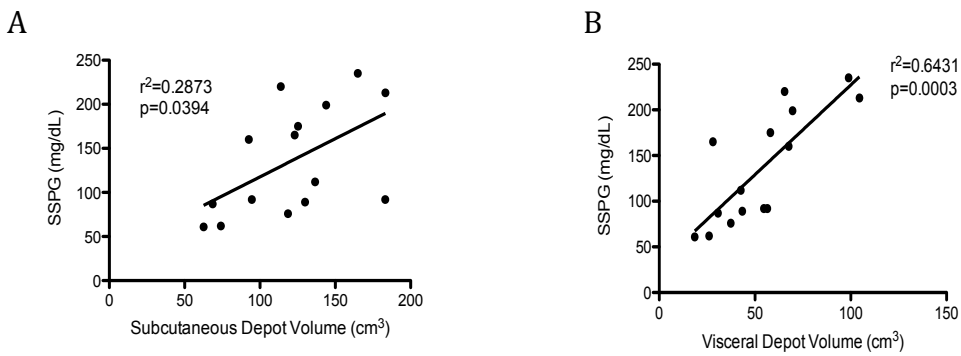 A
r²=0.2873
p=0.0394
SSPG (mg/dL)
250
200
150
100
50
0
0 50 100 150 200
Subcutaneous Depot Volume (cm³)
B
r²=0.6431
p=0.0003
SSPG (mg/dL)
250
200
150
100
50
0
0 50 100 150
Visceral Depot Volume (cm³)